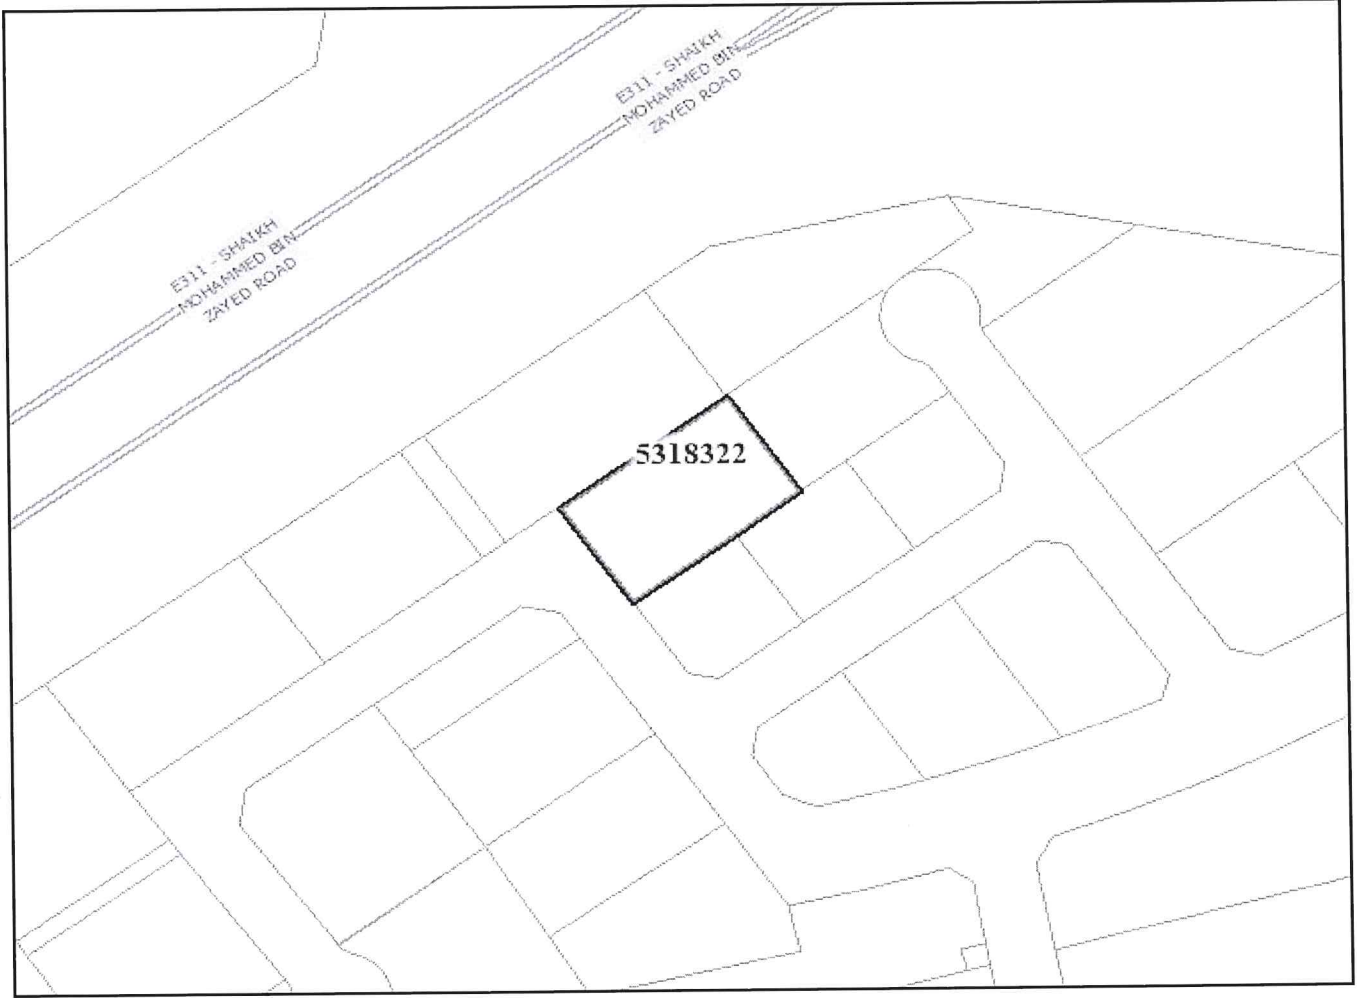 E311 - SHAIKH
MOHAMMED BIN
ZAYED ROAD
E311 - SHAIKH
MOHAMMED BIN
ZAYED ROAD
5318322